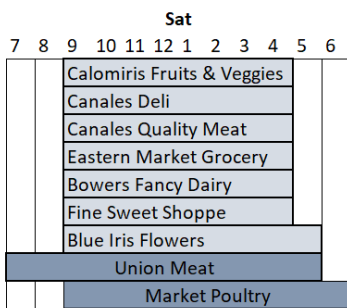 Sat
7 8 9 10 11 12 1 2 3 4 5 6
Calomiris Fruits & Veggies
Canales Deli
Canales Quality Meat
Eastern Market Grocery
Bowers Fancy Dairy
Fine Sweet Shoppe
Blue Iris Flowers
Union Meat
Market Poultry